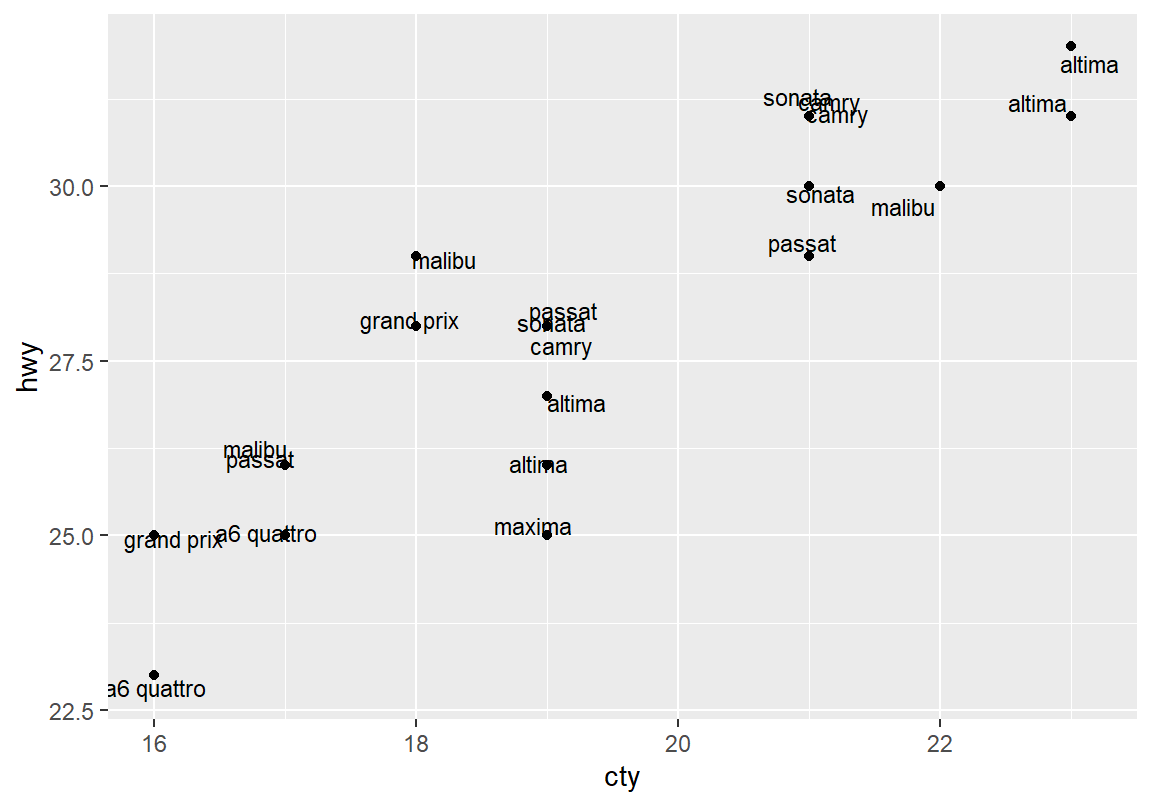 altima
sonata
camry
altima
camry
30.0
sonata
malibu
passat
malibu
passat
grand prix
sonata
camry
27.5
hwy
altima
malibu
passat
altima
maxima
25.0
grand prix
a6 quattro
a6 quattro
22.5
16
18
20
22
cty